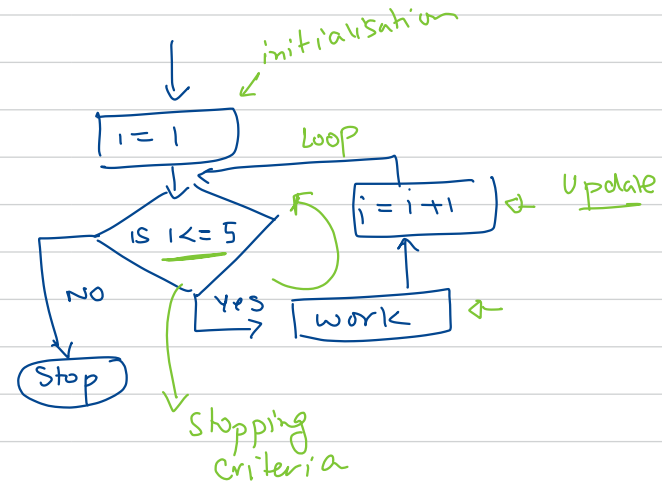 initialisation
i = 1
Loop
i = i + 1
Update
is i <= 5
NO
Yes
work
Stop
Stopping
Criteria